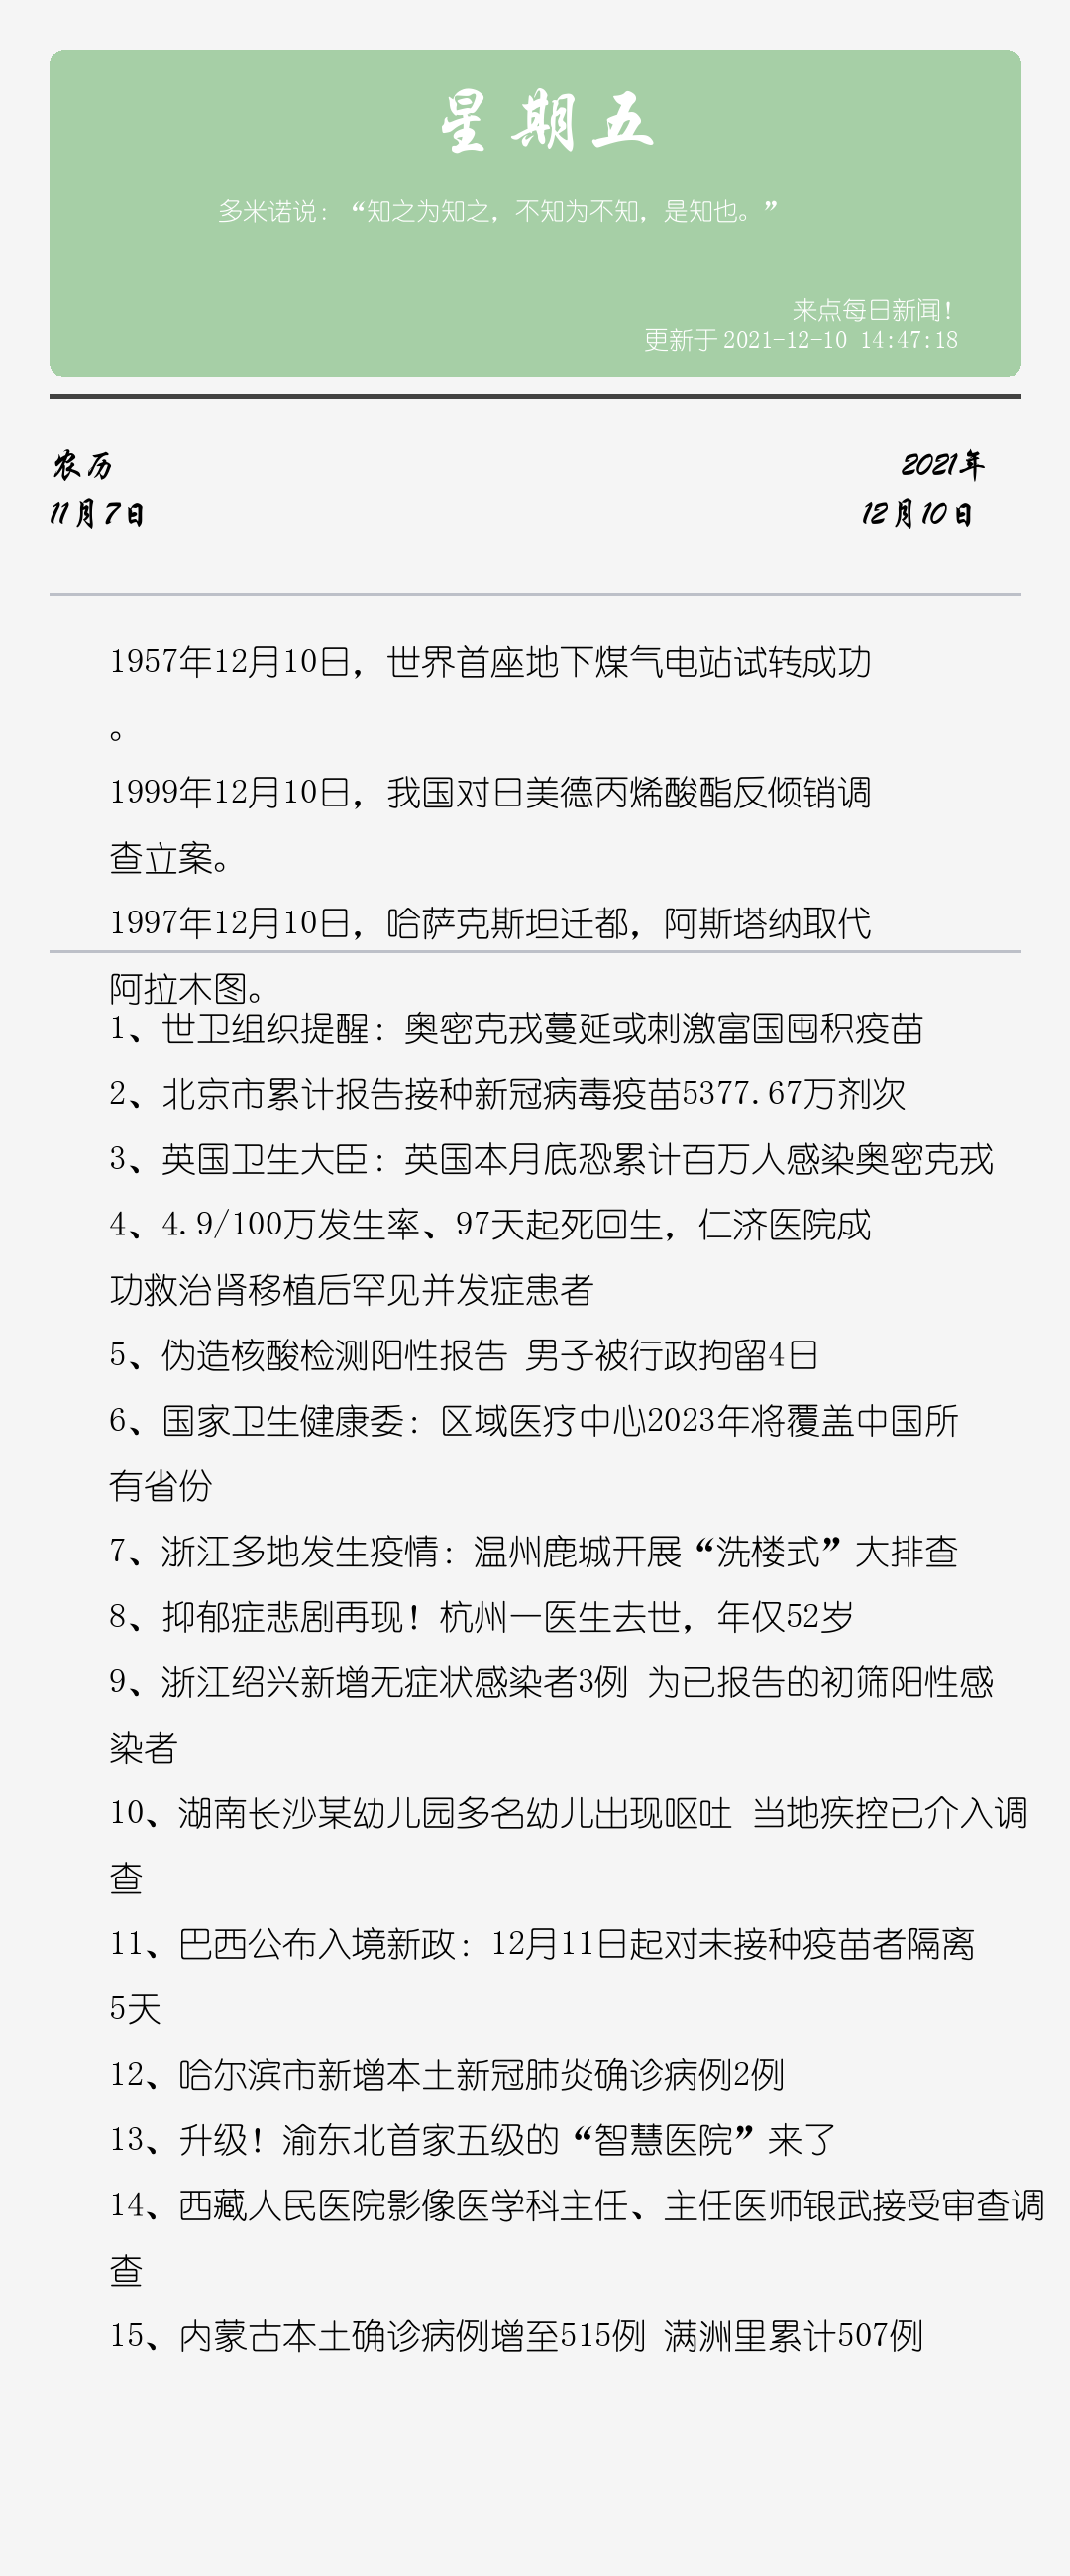 星期五
多米诺说：“知之为知之，不知为不知，是知也。”
来点每日新闻！
更新于 2021-12-10 14:47:18
农历
2021年
11月7日
12月10日
1957年12月10日，世界首座地下煤气电站试转成功
。
1999年12月10日，我国对日美德丙烯酸酯反倾销调
查立案。
1997年12月10日，哈萨克斯坦迁都，阿斯塔纳取代
阿拉木图。
1、世卫组织提醒：奥密克戎蔓延或刺激富国囤积疫苗
2、北京市累计报告接种新冠病毒疫苗5377.67万剂次
3、英国卫生大臣：英国本月底恐累计百万人感染奥密克戎
4、4.9/100万发生率、97天起死回生，仁济医院成
功救治肾移植后罕见并发症患者
5、伪造核酸检测阳性报告 男子被行政拘留4日
6、国家卫生健康委：区域医疗中心2023年将覆盖中国所
有省份
7、浙江多地发生疫情：温州鹿城开展“洗楼式”大排查
8、抑郁症悲剧再现！杭州一医生去世，年仅52岁
9、浙江绍兴新增无症状感染者3例 为已报告的初筛阳性感
染者
10、湖南长沙某幼儿园多名幼儿出现呕吐 当地疾控已介入调
查
11、巴西公布入境新政：12月11日起对未接种疫苗者隔离
5天
12、哈尔滨市新增本土新冠肺炎确诊病例2例
13、升级！渝东北首家五级的“智慧医院”来了
14、西藏人民医院影像医学科主任、主任医师银武接受审查调
查
15、内蒙古本土确诊病例增至515例 满洲里累计507例